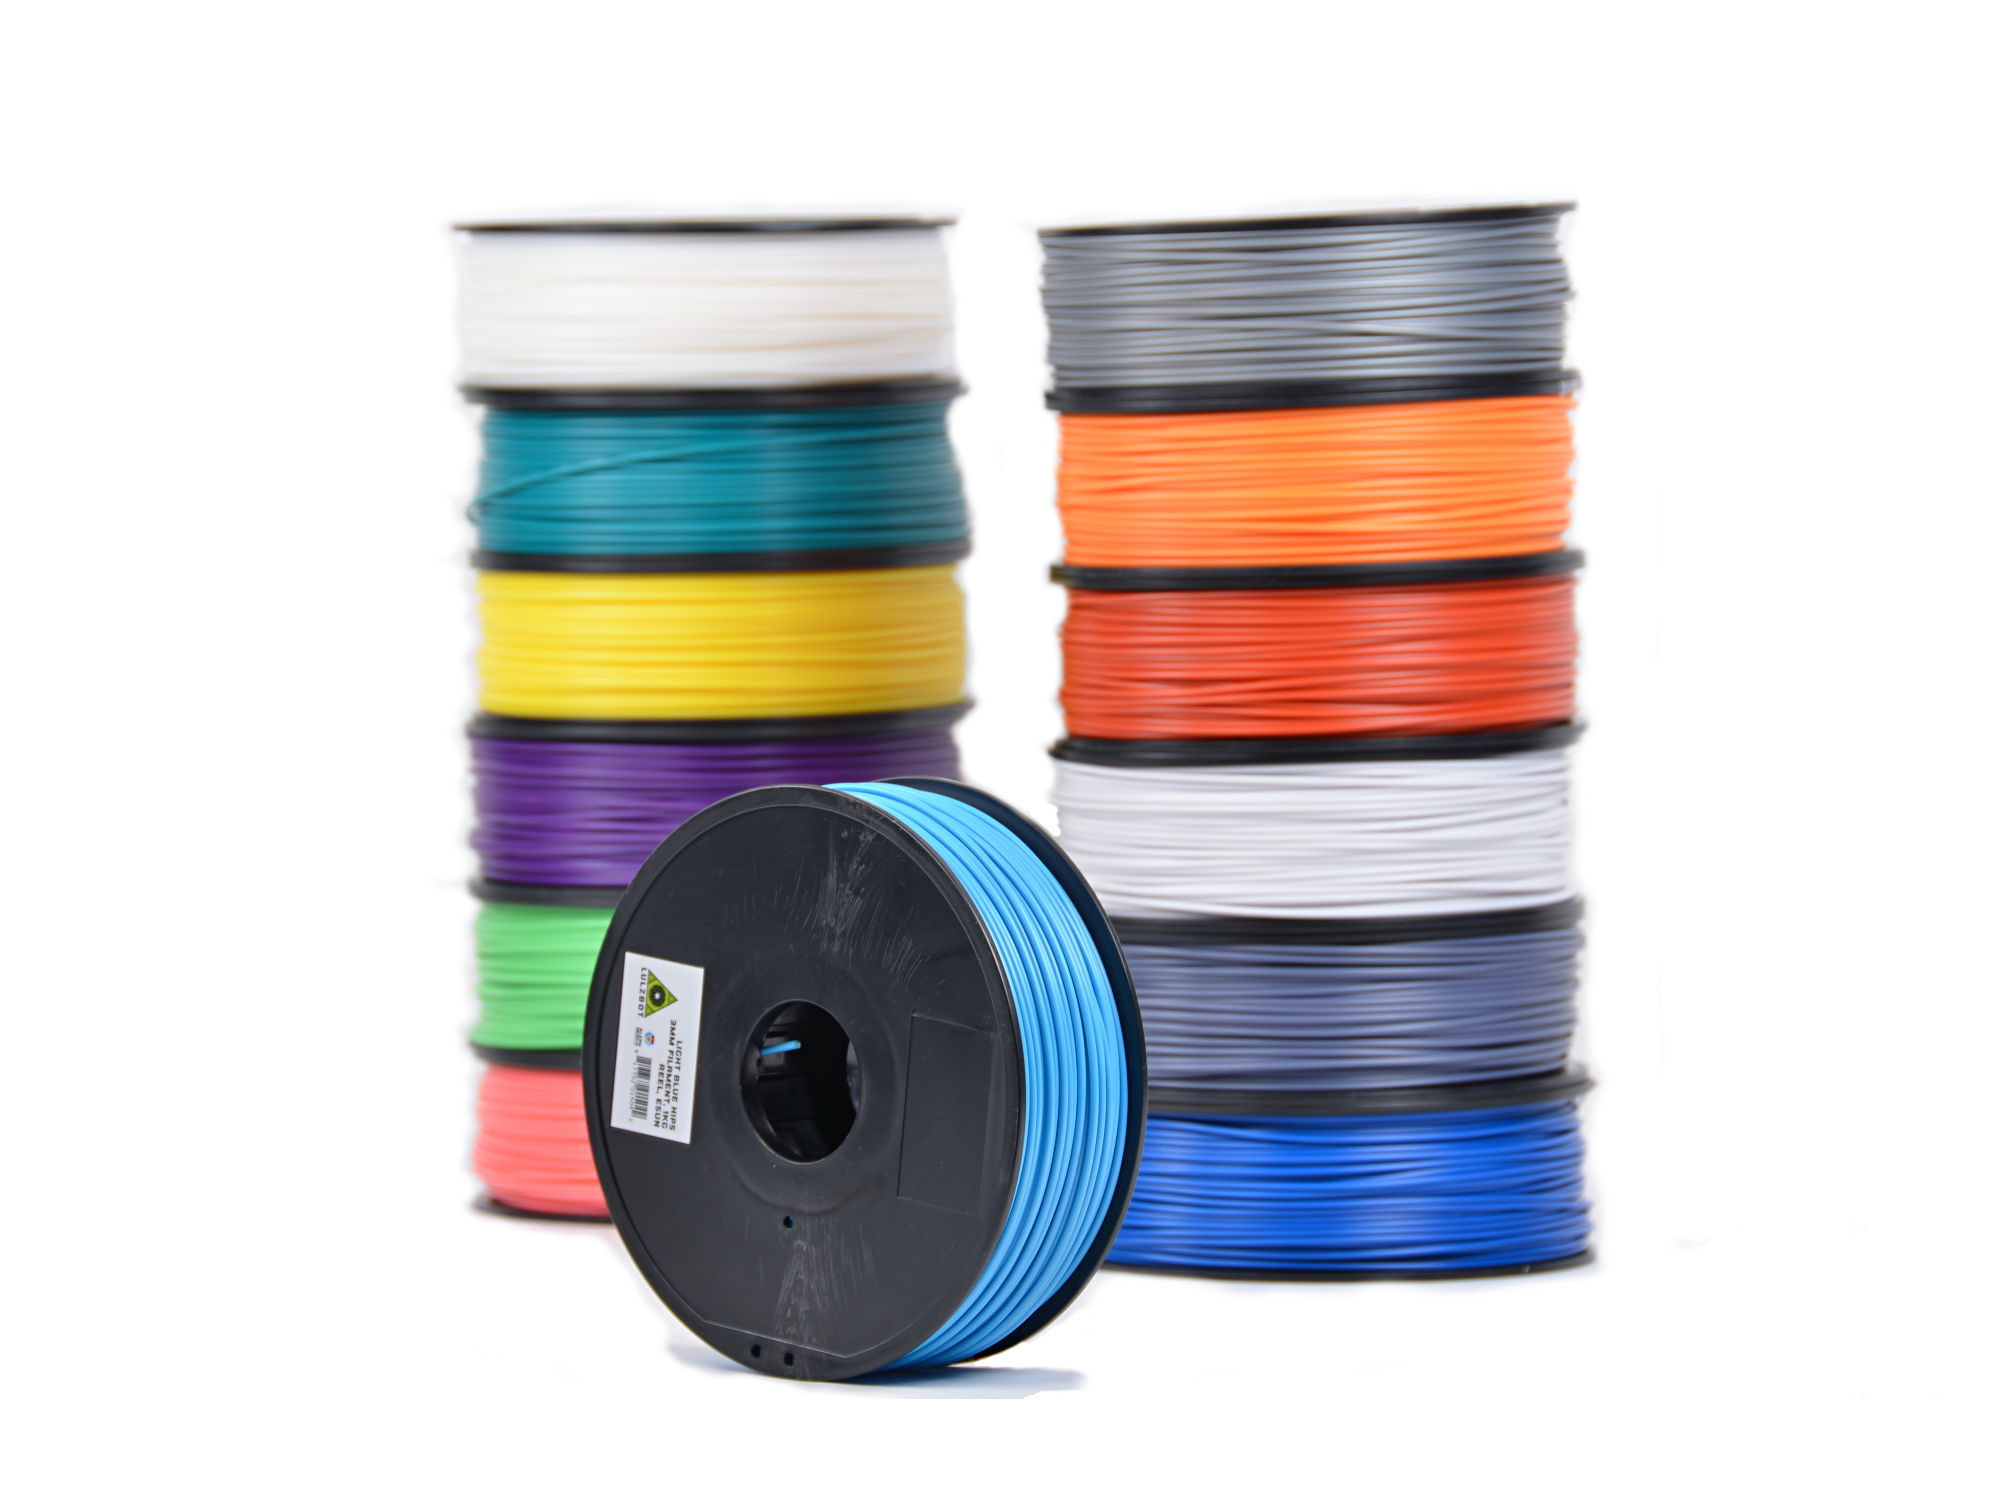 LULZBOT
LIGHT BLUE HIPS
3MM FILAMENT, 1KG
REEL, ESUN